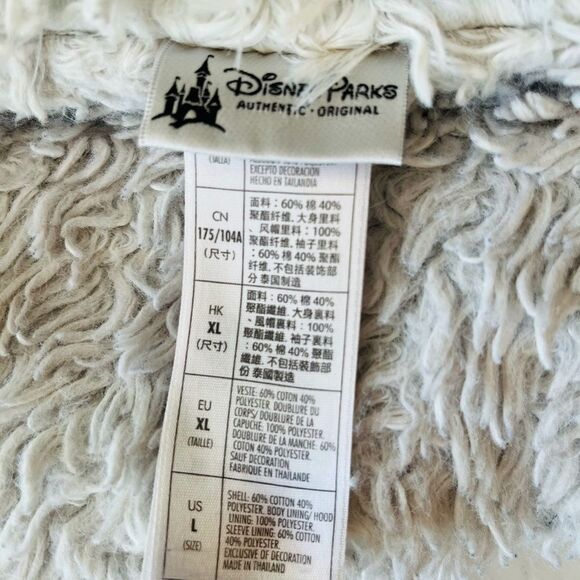 Disney Parks
AUTHENTIC · ORIGINAL
(TALLA)
EXCEPTO DECORACIÓN
HECHO EN TAILANDIA
CN
175/104A
(尺寸)
面料：60% 棉 40%
聚酯纤维. 大身里料
、风帽里料：100%
聚酯纤维. 袖子里料
：60% 棉 40% 聚酯
纤维. 不包括装饰部
分 泰国制造
HK
XL
(尺寸)
面料：60% 棉 40%
聚酯纖維. 大身裏料
、風帽裏料：100%
聚酯纖維. 袖子裏料
：60% 棉 40% 聚酯
纖維. 不包括裝飾部
份 泰國製造
EU
XL
(TAILLE)
VESTE: 60% COTON 40%
POLYESTER. DOUBLURE DU
CORPS/ DOUBLURE DE LA
CAPUCHE: 100% POLYESTER.
DOUBLURE DE LA MANCHE: 60%
COTON 40% POLYESTER.
SAUF DECORATION
FABRIQUE EN THAILANDE
US
L
(SIZE)
SHELL: 60% COTTON 40%
POLYESTER. BODY LINING/ HOOD
LINING: 100% POLYESTER.
SLEEVE LINING: 60% COTTON
40% POLYESTER
EXCLUSIVE OF DECORATION
MADE IN THAILAND